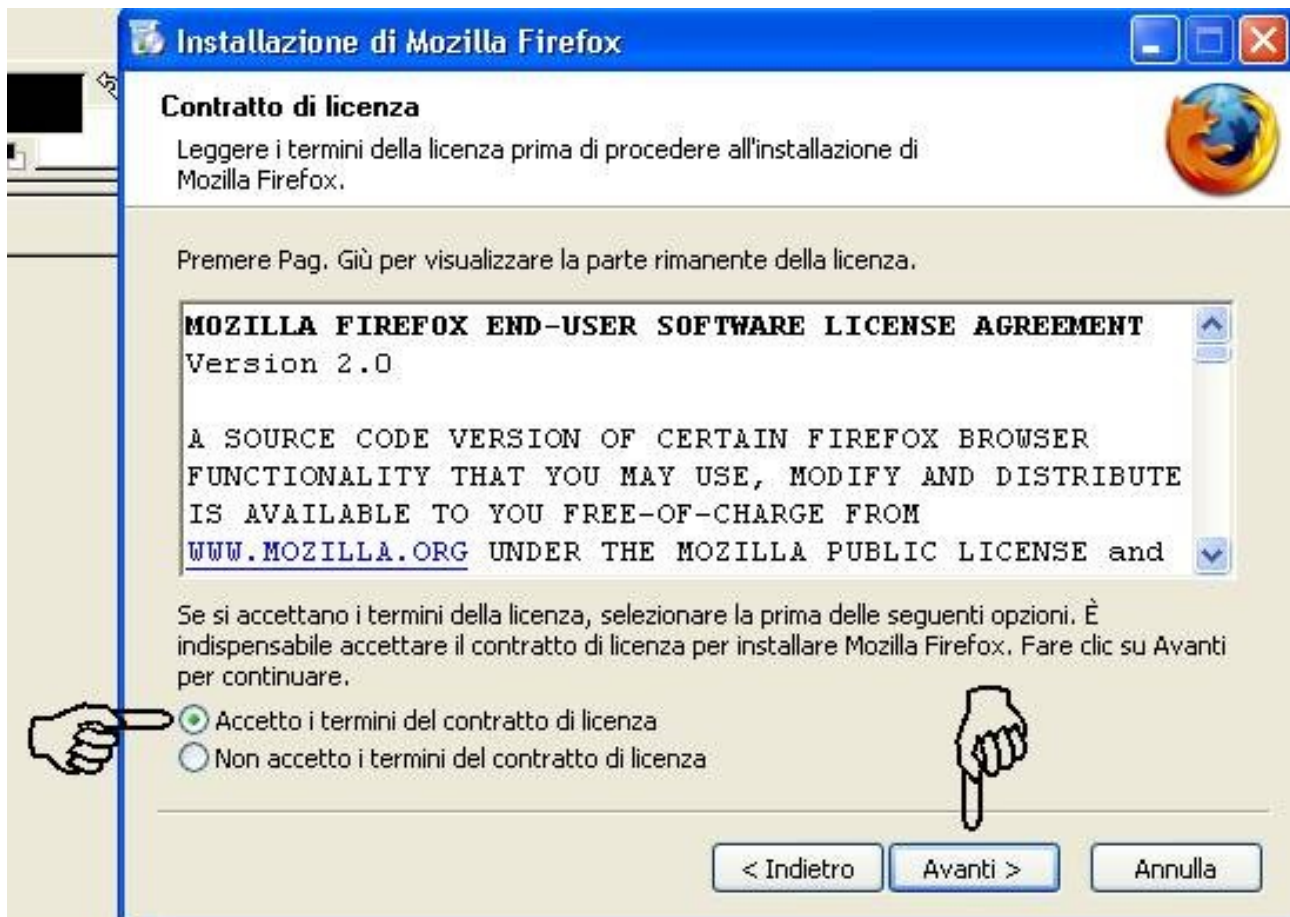 Installazione di Mozilla Firefox
Contratto di licenza
Leggere i termini della licenza prima di procedere all'installazione di
Mozilla Firefox.
Premere Pag. Giù per visualizzare la parte rimanente della licenza.
MOZILLA FIREFOX END-USER SOFTWARE LICENSE AGREEMENT
Version 2.0
A SOURCE CODE VERSION OF CERTAIN FIREFOX BROWSER
FUNCTIONALITY THAT YOU MAY USE, MODIFY AND DISTRIBUTE
IS AVAILABLE TO YOU FREE-OF-CHARGE FROM
WWW.MOZILLA.ORG UNDER THE MOZILLA PUBLIC LICENSE and
Se si accettano i termini della licenza, selezionare la prima delle seguenti opzioni. È
indispensabile accettare il contratto di licenza per installare Mozilla Firefox. Fare clic su Avanti
per continuare.
Accetto i termini del contratto di licenza
Non accetto i termini del contratto di licenza
< Indietro Avanti > Annulla